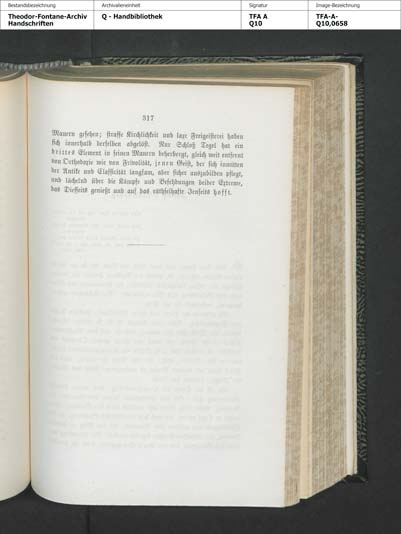 Bestandsbezeichnung Archivalieneinheit Signatur Image-Bezeichnung
Theodor-Fontane-Archiv Q - Handbibliothek TFA A TFA-A-
Handschriften Q10 Q10,0658
317
Mauern gesehen; straffe Kirchlichkeit und laxe Freigeisterei haben
sich innerhalb derselben abgelöst. Nur Schloß Tegel hat ein
drittes Element in seinen Mauern beherbergt, gleich weit entfernt
von Orthodoxie wie von Frivolität, jenen Geist, der sich inmitten
der Antike und Classicität langsam, aber sicher auszubilden pflegt,
und lächelnd über die Kämpfe und Befehdungen beider Extreme,
das Diesseits genießt und auf das räthselhafte Jenseits hofft.